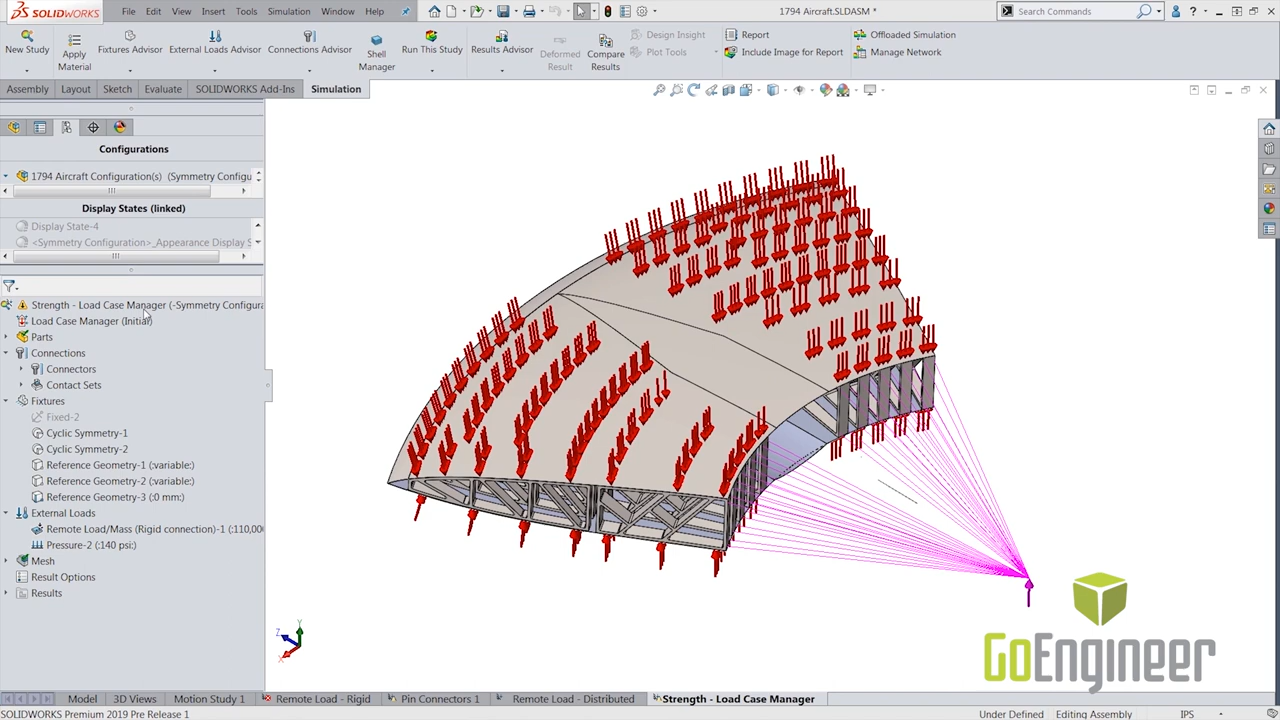 SOLIDWORKS File Edit View Insert Tools Simulation Window Help 1794 Aircraft.SLDASM * Search Commands
New Study Apply Material Fixtures Advisor External Loads Advisor Connections Advisor Shell Manager Run This Study Results Advisor Deformed Result Compare Results
Design Insight Report Offloaded Simulation
Plot Tools Include Image for Report Manage Network
Assembly Layout Sketch Evaluate SOLIDWORKS Add-Ins Simulation
Configurations
1794 Aircraft Configuration(s) (Symmetry Configu
Display States (linked)
Display State-4
<Symmetry Configuration>_Appearance Display S
Strength - Load Case Manager (-Symmetry Configura
Load Case Manager (Initial)
Parts
Connections
Connectors
Contact Sets
Fixtures
Fixed-2
Cyclic Symmetry-1
Cyclic Symmetry-2
Reference Geometry-1 (:variable:)
Reference Geometry-2 (:variable:)
Reference Geometry-3 (:0 mm:)
External Loads
Remote Load/Mass (Rigid connection)-1 (:110,00
Pressure-2 (:140 psi:)
Mesh
Result Options
Results
Y
Z
X
GoEngineer
Model 3D Views Motion Study 1 Remote Load - Rigid Pin Connectors 1 Remote Load - Distributed Strength - Load Case Manager
SOLIDWORKS Premium 2019 Pre Release 1 Under Defined Editing Assembly IPS